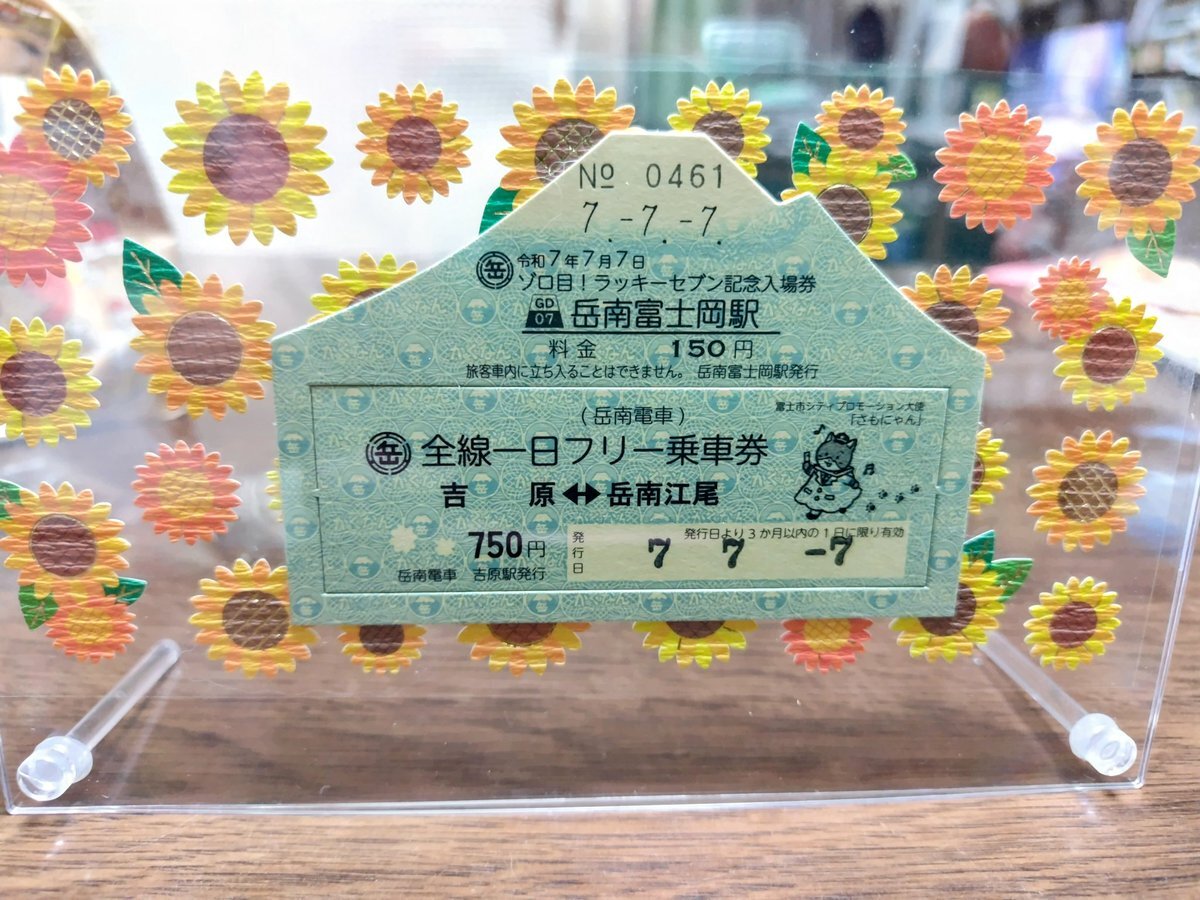 № 0461
7.-7.-7.
岳 令和7年7月7日
ゾロ目！ラッキーセブン記念入場券
GD 07 岳南富士岡駅
料金 150円
旅客車内に立ち入ることはできません。 岳南富士岡駅発行
（岳南電車）
富士市シティプロモーション大使
「さもにゃん」
岳 全線一日フリー乗車券
吉 原 ↔ 岳南江尾
750円
発行日
発行日より3か月以内の1日に限り有効
7 7 -7
岳南電車 吉原駅発行